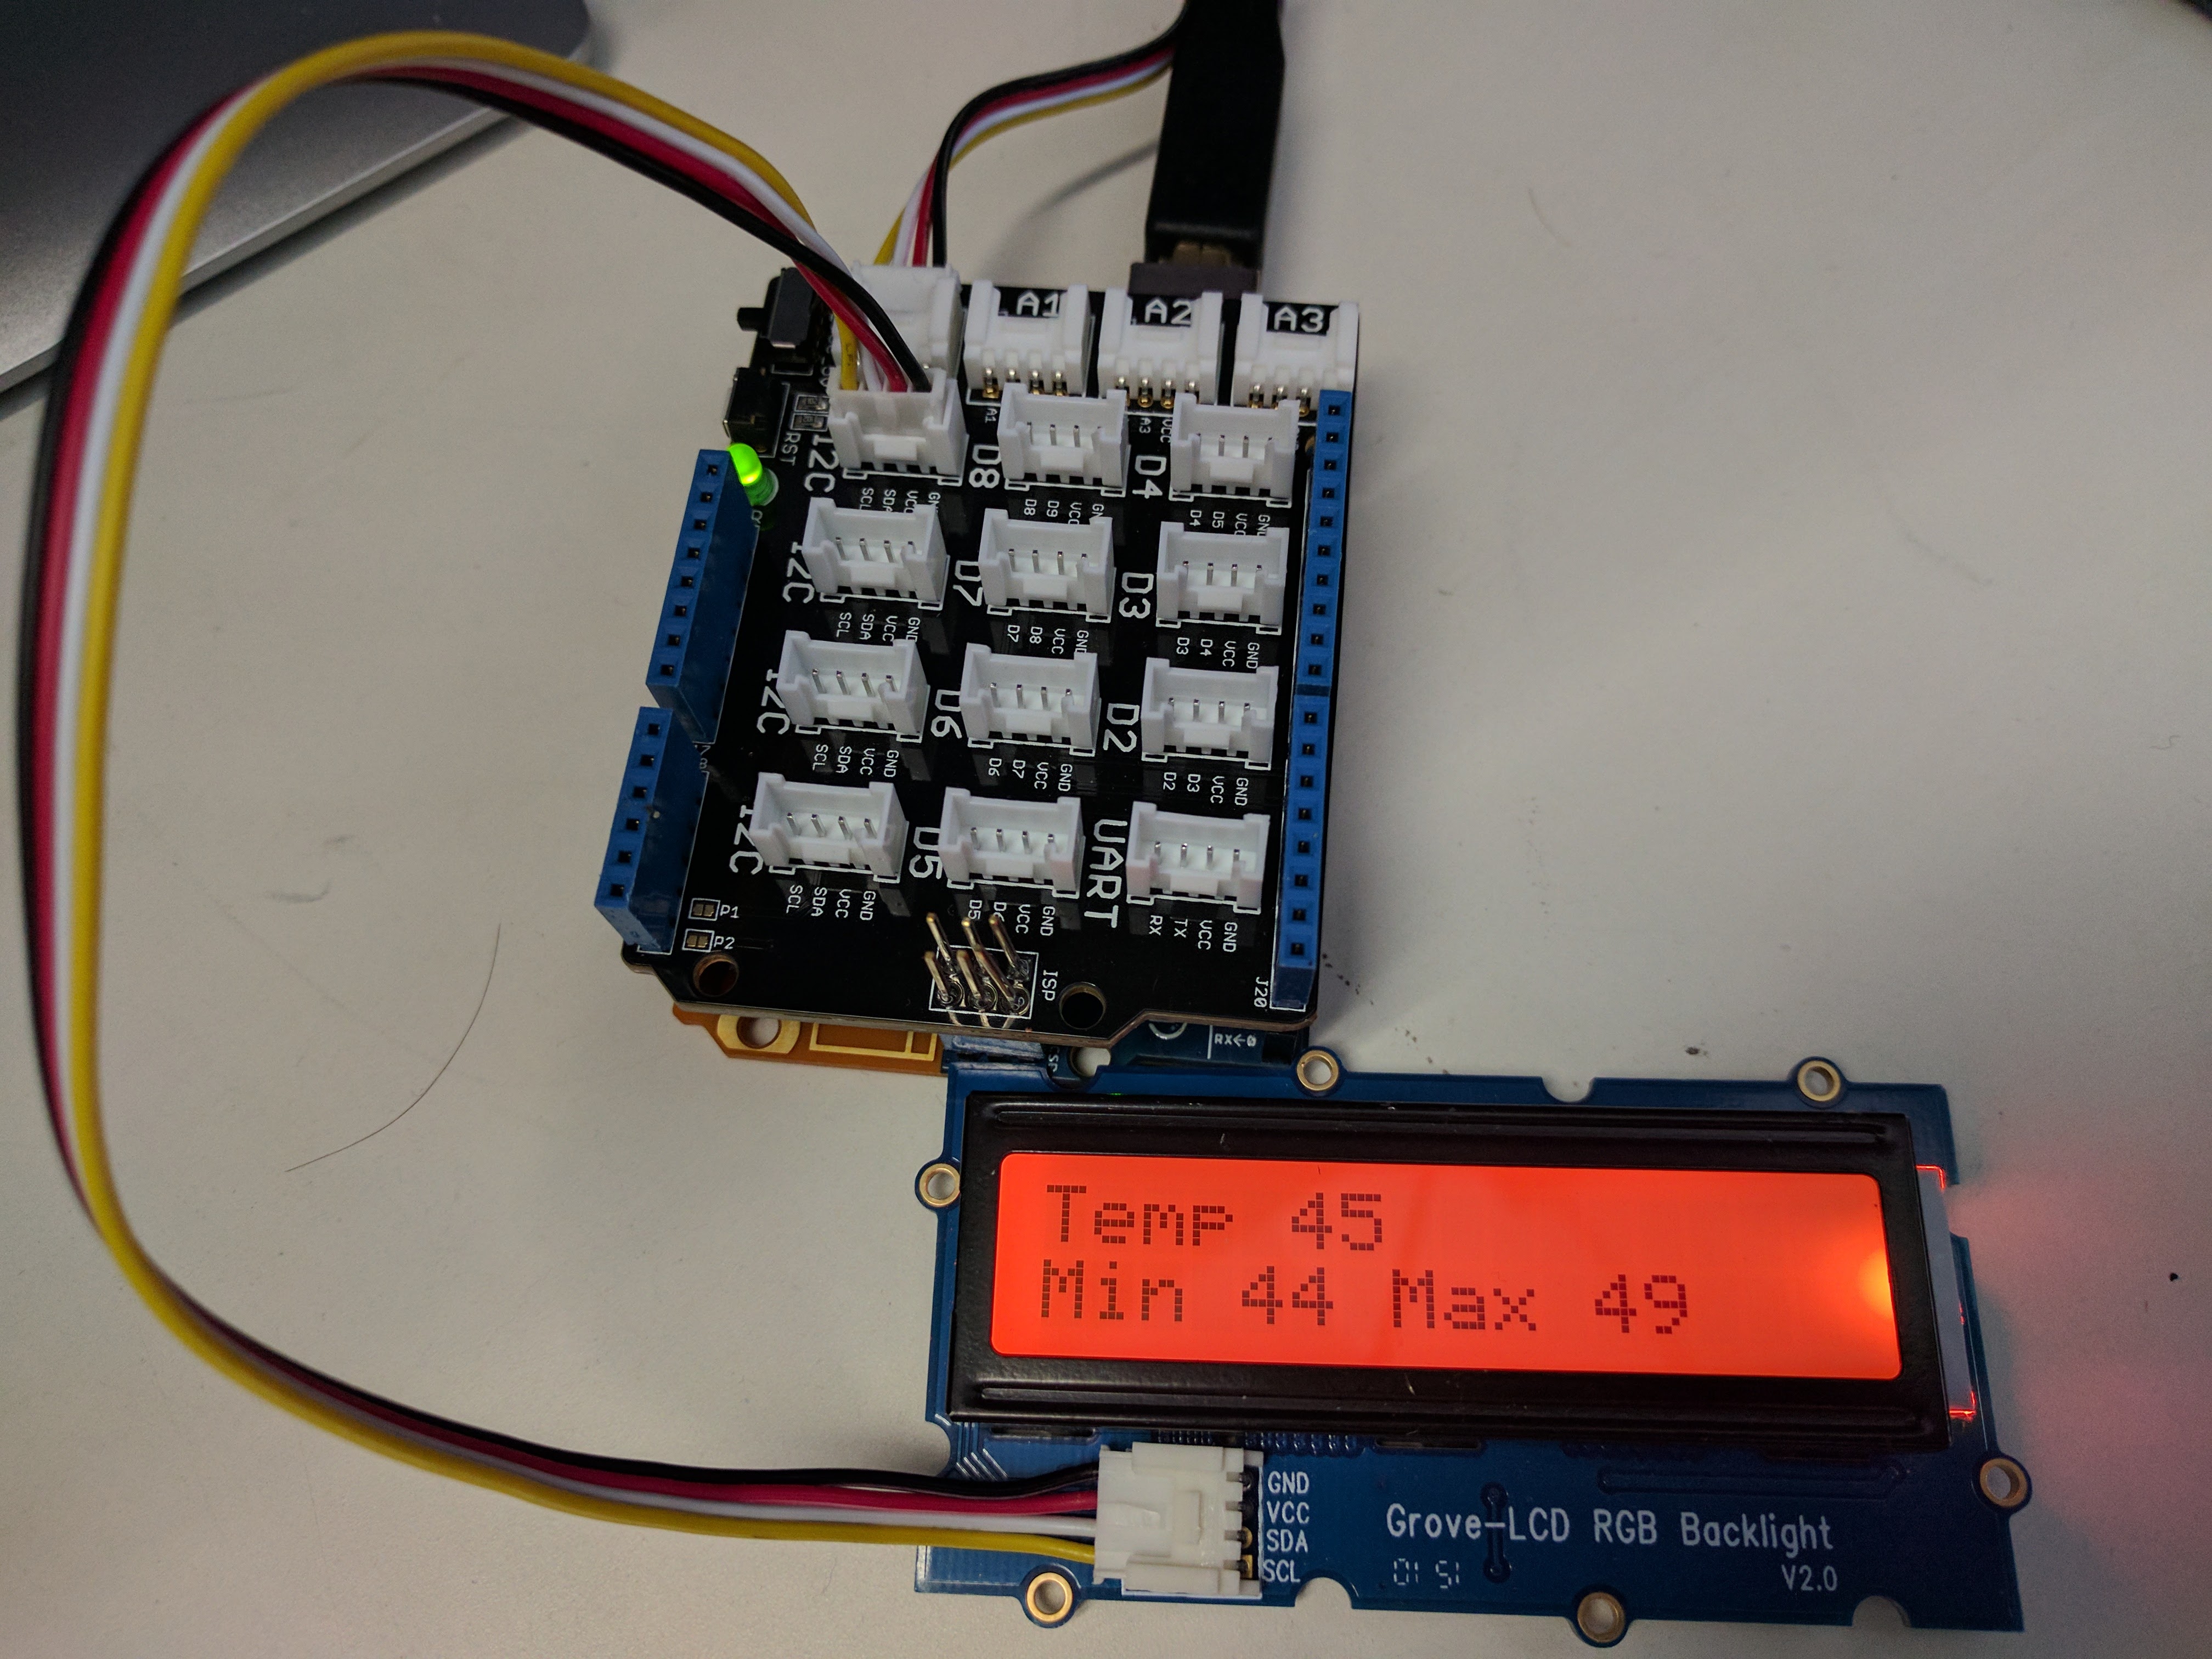 A1 A2 A3
A1 A3 VCC
RST
I2C D8 D4
SCL SDA VCC D8 D9 VCC D4 D5 VCC
I2C D7 D3
SCL SDA VCC GND D7 D8 VCC GND D3 D4 VCC GND
I2C D6 D2
SCL SDA VCC GND D6 D7 VCC GND D2 D3 VCC GND
I2C D5 UART
SCL SDA VCC GND D5 D6 VCC GND RX TX VCC GND
P1
P2
ISP
J20
RX←0
Temp 45
Min 44 Max 49
GND
VCC
SDA
SCL
Grove-LCD RGB Backlight
V2.0